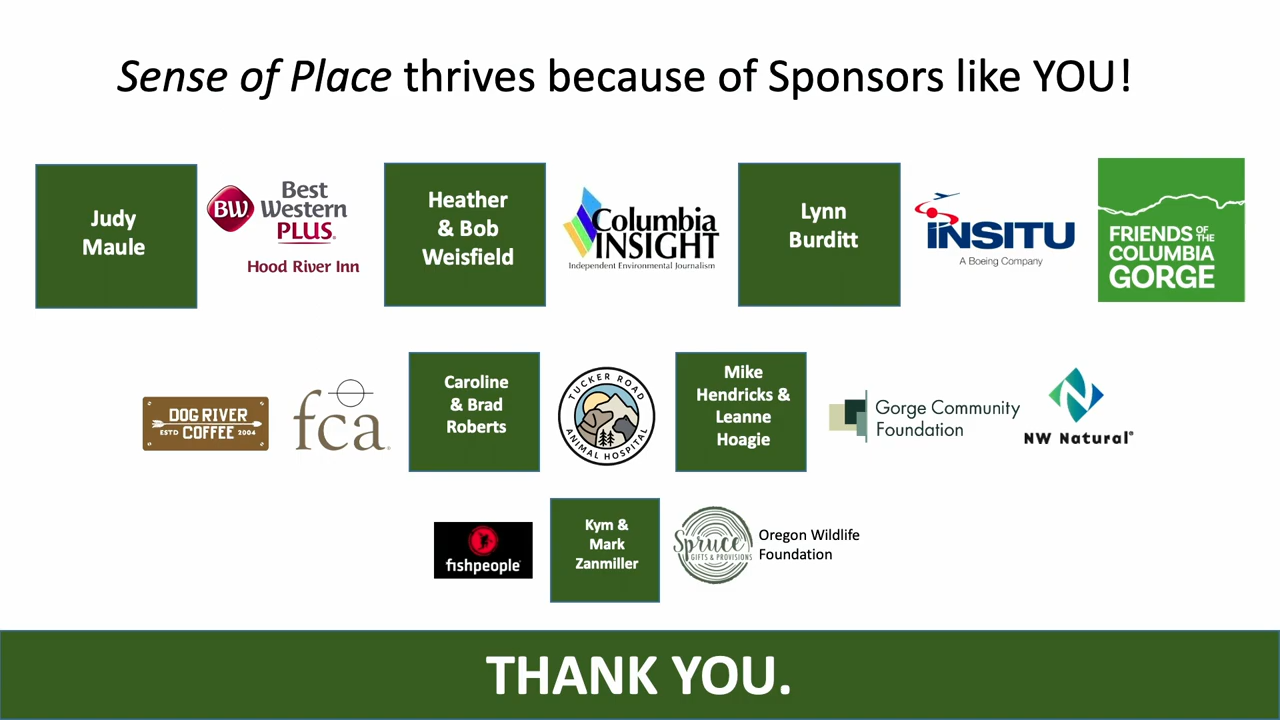 Sense of Place thrives because of Sponsors like YOU!
Judy
Maule
BW
Best
Western
PLUS®
Hood River Inn
Heather
& Bob
Weisfield
Columbia
INSIGHT
Independent Environmental Journalism
Lynn
Burditt
INSITU
A Boeing Company
FRIENDS OF THE
COLUMBIA
GORGE
DOG RIVER
COFFEE
ESTD 2004
fca
Caroline
& Brad
Roberts
TUCKER ROAD
ANIMAL HOSPITAL
Mike
Hendricks &
Leanne
Hoagie
Gorge Community
Foundation
NW Natural®
fishpeople
Kym &
Mark
Zanmiller
Spruce
GIFTS & PROVISIONS
Oregon Wildlife
Foundation
THANK YOU.